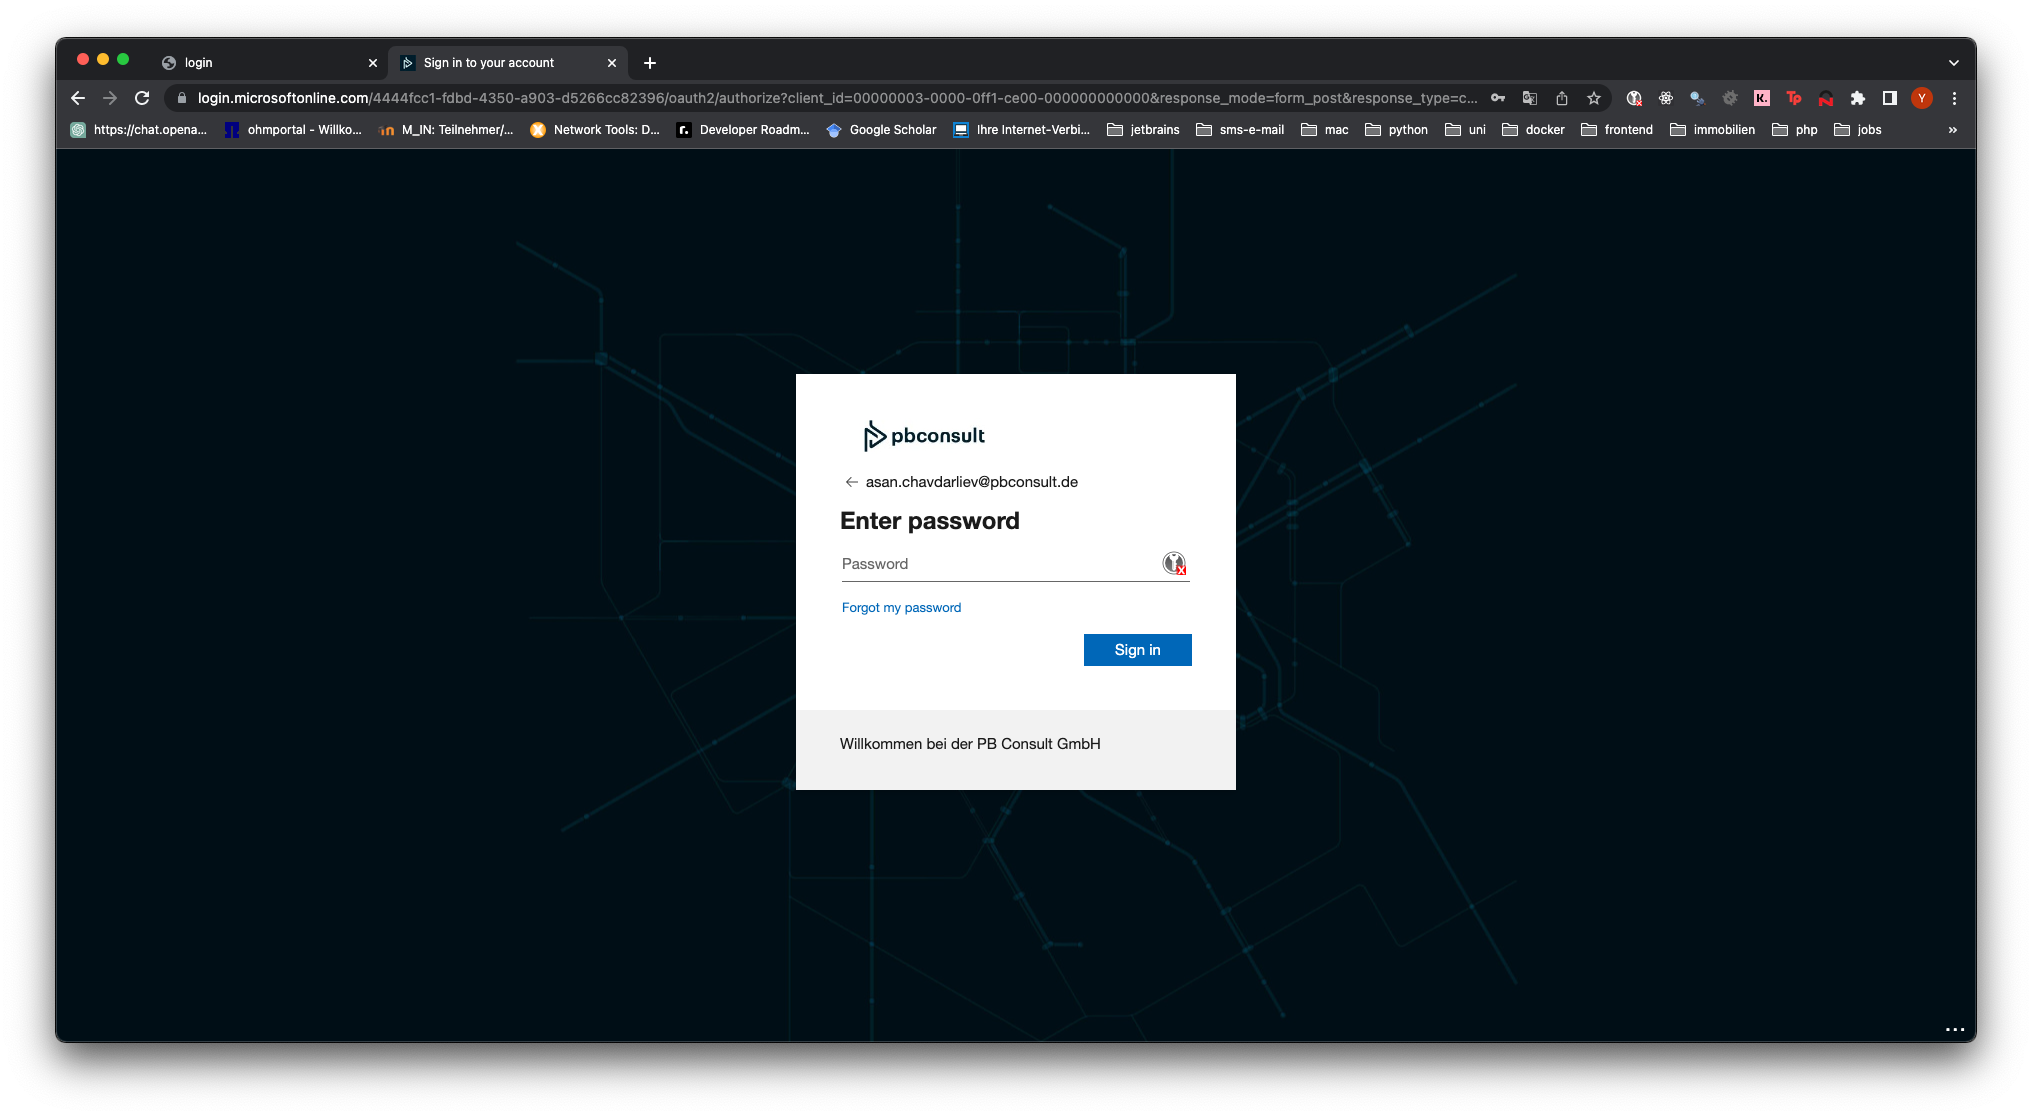 login
Sign in to your account
login.microsoftonline.com/4444fcc1-fdbd-4350-a903-d5266cc82396/oauth2/authorize?client_id=00000003-0000-0ff1-ce00-000000000000&response_mode=form_post&response_type=c...
K.
Tp
Y
https://chat.opena...
ohmportal - Willko...
M_IN: Teilnehmer/...
Network Tools: D...
Developer Roadm...
Google Scholar
Ihre Internet-Verbi...
jetbrains
sms-e-mail
mac
python
uni
docker
frontend
immobilien
php
jobs
»
pbconsult
asan.chavdarliev@pbconsult.de
Enter password
Password
Forgot my password
Sign in
Willkommen bei der PB Consult GmbH